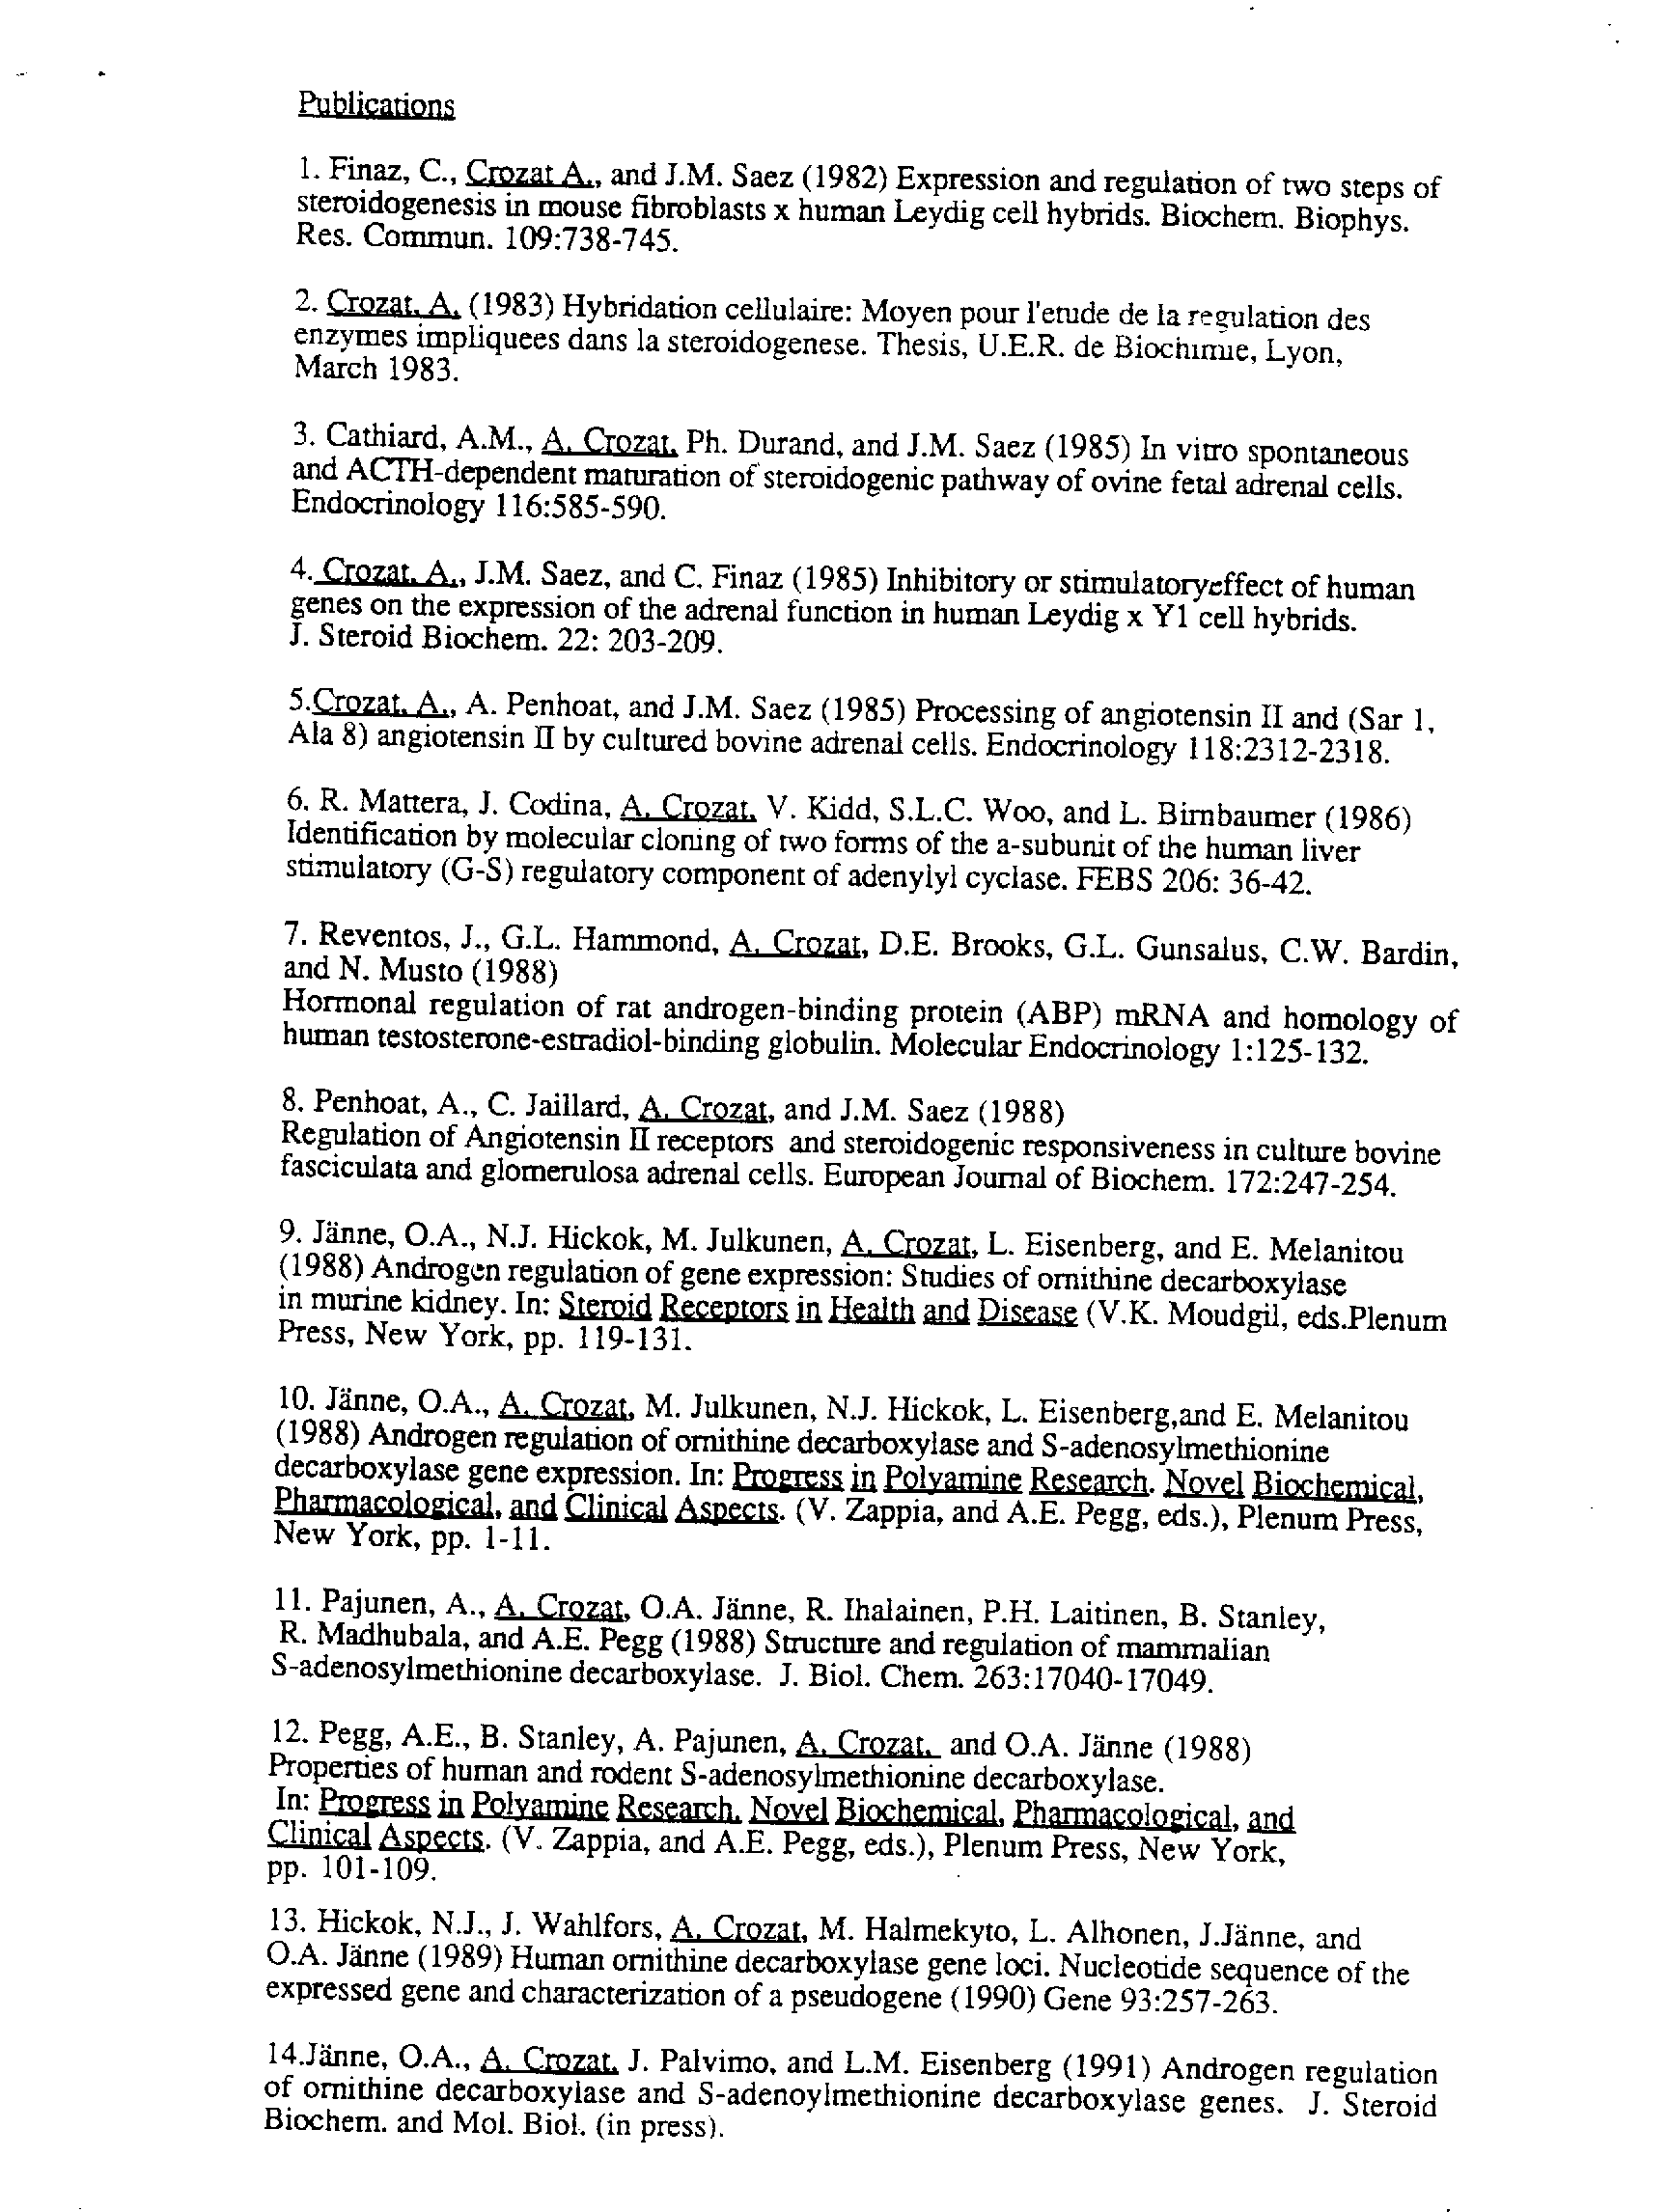 Publications
1. Finaz, C., Crozat A., and J.M. Saez (1982) Expression and regulation of two steps of
steroidogenesis in mouse fibroblasts x human Leydig cell hybrids. Biochem. Biophys.
Res. Commun. 109:738-745.
2. Crozat, A. (1983) Hybridation cellulaire: Moyen pour l'etude de la regulation des
enzymes impliquees dans la steroidogenese. Thesis, U.E.R. de Biochimie, Lyon,
March 1983.
3. Cathiard, A.M., A. Crozat, Ph. Durand, and J.M. Saez (1985) In vitro spontaneous
and ACTH-dependent maturation of steroidogenic pathway of ovine fetal adrenal cells.
Endocrinology 116:585-590.
4. Crozat, A., J.M. Saez, and C. Finaz (1985) Inhibitory or stimulatoryeffect of human
genes on the expression of the adrenal function in human Leydig x Y1 cell hybrids.
J. Steroid Biochem. 22: 203-209.
5.Crozat, A., A. Penhoat, and J.M. Saez (1985) Processing of angiotensin II and (Sar 1,
Ala 8) angiotensin II by cultured bovine adrenal cells. Endocrinology 118:2312-2318.
6. R. Mattera, J. Codina, A. Crozat, V. Kidd, S.L.C. Woo, and L. Birnbaumer (1986)
Identification by molecular cloning of two forms of the a-subunit of the human liver
stimulatory (G-S) regulatory component of adenylyl cyclase. FEBS 206: 36-42.
7. Reventos, J., G.L. Hammond, A. Crozat, D.E. Brooks, G.L. Gunsalus, C.W. Bardin,
and N. Musto (1988)
Hormonal regulation of rat androgen-binding protein (ABP) mRNA and homology of
human testosterone-estradiol-binding globulin. Molecular Endocrinology 1:125-132.
8. Penhoat, A., C. Jaillard, A. Crozat, and J.M. Saez (1988)
Regulation of Angiotensin II receptors and steroidogenic responsiveness in culture bovine
fasciculata and glomerulosa adrenal cells. European Journal of Biochem. 172:247-254.
9. Jänne, O.A., N.J. Hickok, M. Julkunen, A. Crozat, L. Eisenberg, and E. Melanitou
(1988) Androgen regulation of gene expression: Studies of ornithine decarboxylase
in murine kidney. In: Steroid Receptors in Health and Disease (V.K. Moudgil, eds.Plenum
Press, New York, pp. 119-131.
10. Jänne, O.A., A. Crozat, M. Julkunen, N.J. Hickok, L. Eisenberg,and E. Melanitou
(1988) Androgen regulation of ornithine decarboxylase and S-adenosylmethionine
decarboxylase gene expression. In: Progress in Polyamine Research. Novel Biochemical,
Pharmacological, and Clinical Aspects. (V. Zappia, and A.E. Pegg, eds.), Plenum Press,
New York, pp. 1-11.
11. Pajunen, A., A. Crozat, O.A. Jänne, R. Ihalainen, P.H. Laitinen, B. Stanley,
R. Madhubala, and A.E. Pegg (1988) Structure and regulation of mammalian
S-adenosylmethionine decarboxylase. J. Biol. Chem. 263:17040-17049.
12. Pegg, A.E., B. Stanley, A. Pajunen, A. Crozat, and O.A. Jänne (1988)
Properties of human and rodent S-adenosylmethionine decarboxylase.
In: Progress in Polyamine Research. Novel Biochemical, Pharmacological, and
Clinical Aspects. (V. Zappia, and A.E. Pegg, eds.), Plenum Press, New York,
pp. 101-109.
13. Hickok, N.J., J. Wahlfors, A. Crozat, M. Halmekyto, L. Alhonen, J.Jänne, and
O.A. Jänne (1989) Human ornithine decarboxylase gene loci. Nucleotide sequence of the
expressed gene and characterization of a pseudogene (1990) Gene 93:257-263.
14.Jänne, O.A., A. Crozat, J. Palvimo, and L.M. Eisenberg (1991) Androgen regulation
of ornithine decarboxylase and S-adenoylmethionine decarboxylase genes. J. Steroid
Biochem. and Mol. Biol. (in press).